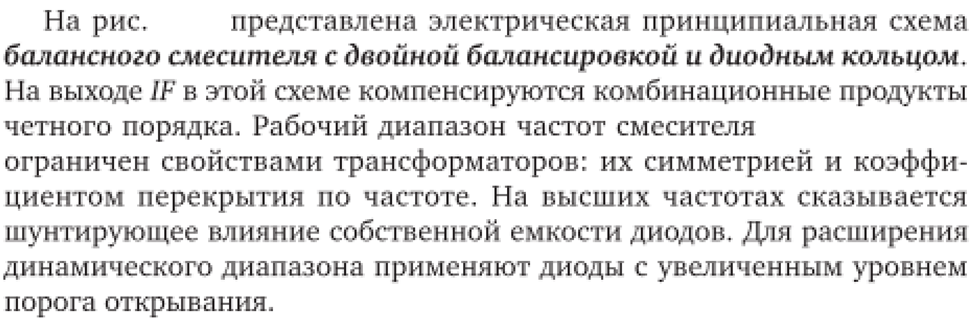 На рис. представлена электрическая принципиальная схема
балансного смесителя с двойной балансировкой и диодным кольцом.
На выходе IF в этой схеме компенсируются комбинационные продукты
четного порядка. Рабочий диапазон частот смесителя
ограничен свойствами трансформаторов: их симметрией и коэффи-
циентом перекрытия по частоте. На высших частотах сказывается
шунтирующее влияние собственной емкости диодов. Для расширения
динамического диапазона применяют диоды с увеличенным уровнем
порога открывания.